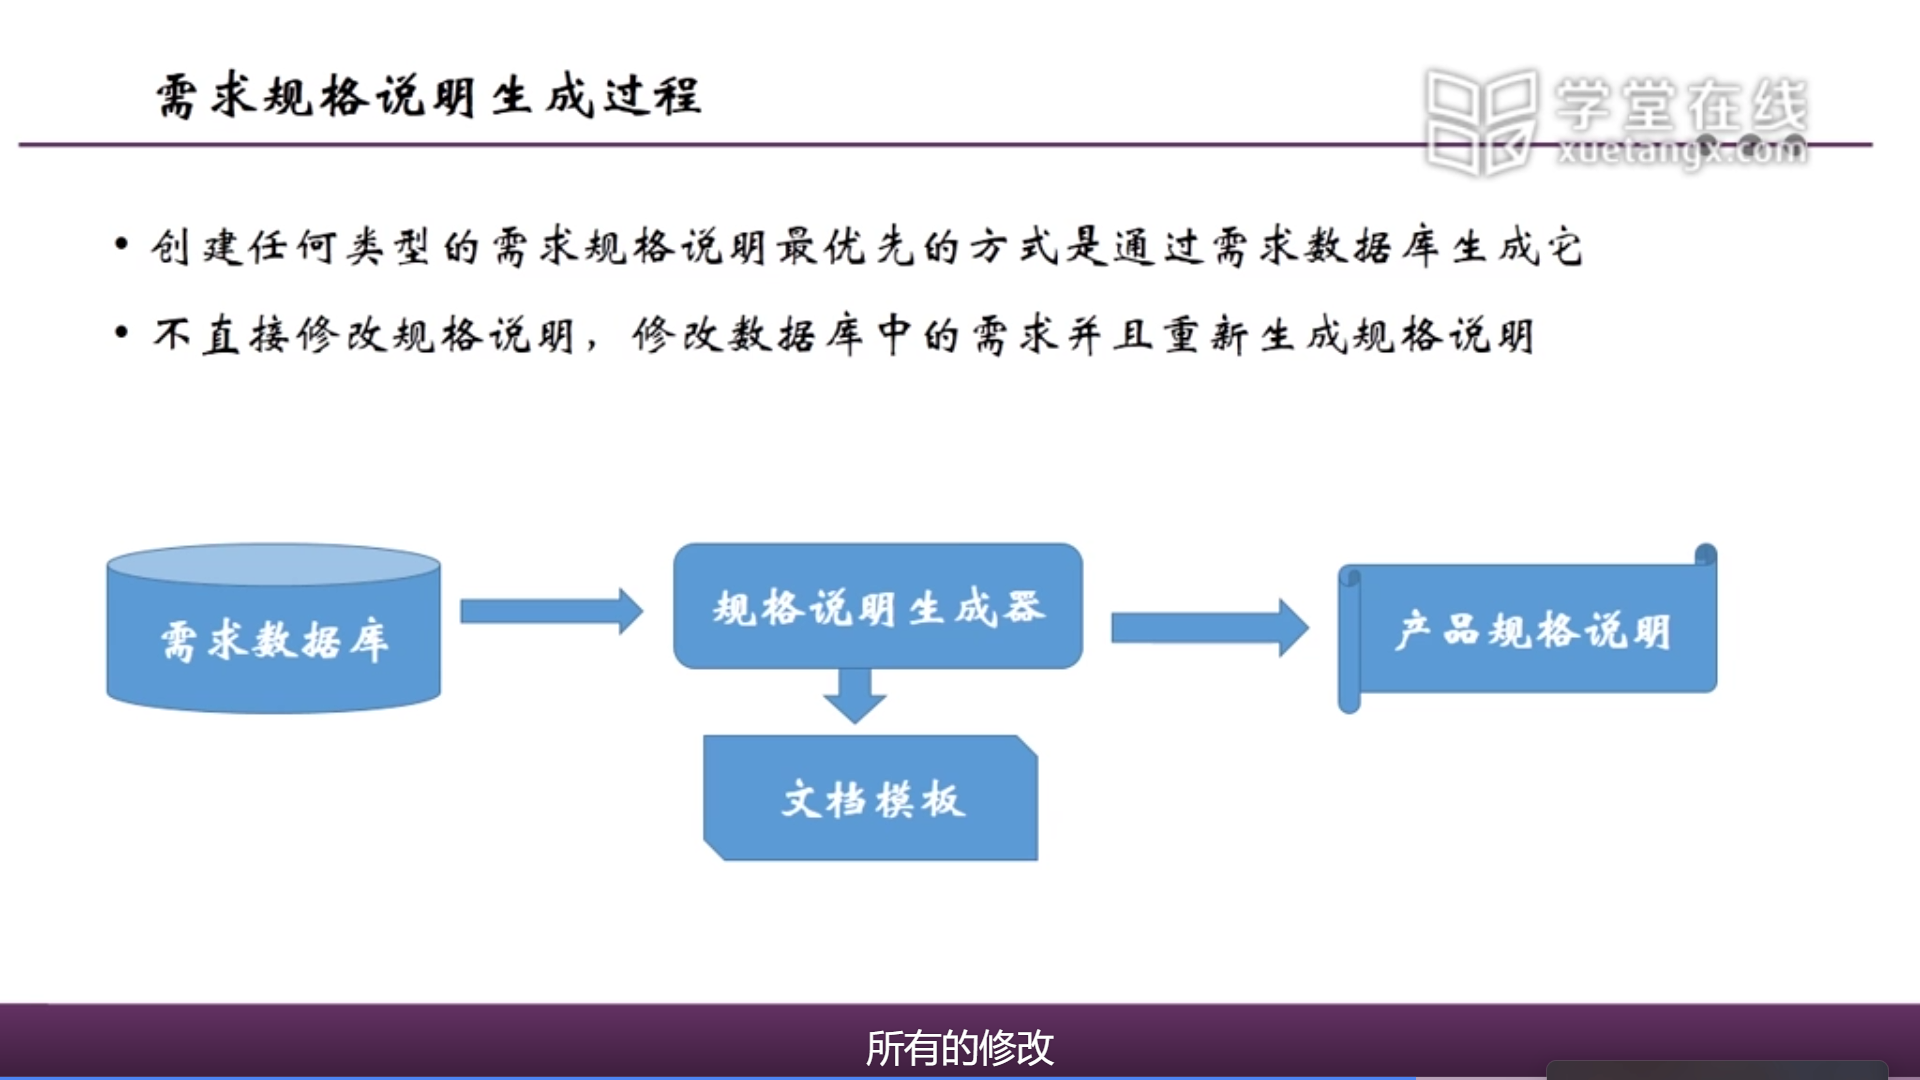 需求规格说明生成过程
学堂在线
xuetangx.com
• 创建任何类型的需求规格说明最优先的方式是通过需求数据库生成它
• 不直接修改规格说明，修改数据库中的需求并且重新生成规格说明
需求数据库
规格说明生成器
产品规格说明
文档模板
所有的修改